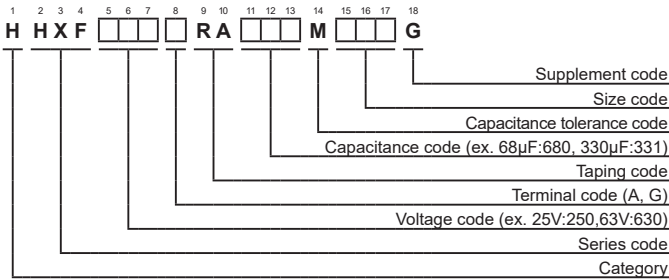 1 2 3 4 5 6 7 8 9 10 11 12 13 14 15 16 17 18
H HXF RA M G
Supplement code
Size code
Capacitance tolerance code
Capacitance code (ex. 68µF:680, 330µF:331)
Taping code
Terminal code (A, G)
Voltage code (ex. 25V:250,63V:630)
Series code
Category